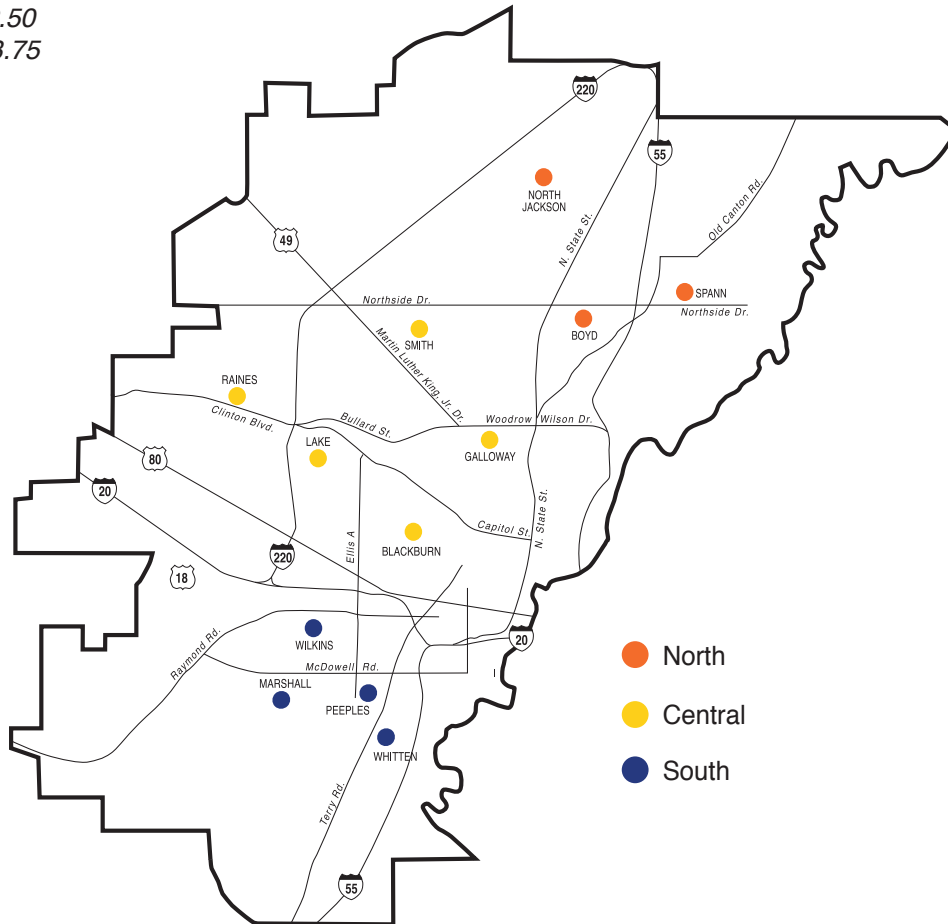 .50
.75
220
55
NORTH
JACKSON
Old Canton Rd.
N. State St.
49
SPANN
Northside Dr.
Northside Dr.
BOYD
SMITH
Martin Luther King, Jr. Dr.
RAINES
Clinton Blvd.
Bullard St.
Woodrow Wilson Dr.
LAKE
GALLOWAY
80
20
Capitol St.
N. State St.
Ellis A
BLACKBURN
220
18
Raymond Rd.
WILKINS
20
North
McDowell Rd.
MARSHALL
PEEPLES
Central
WHITTEN
South
Terry Rd.
55